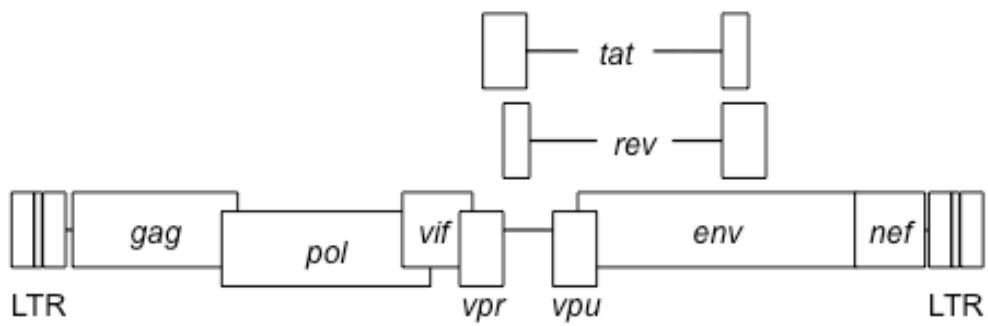 tat
rev
gag pol vif env nef
LTR vpr vpu LTR